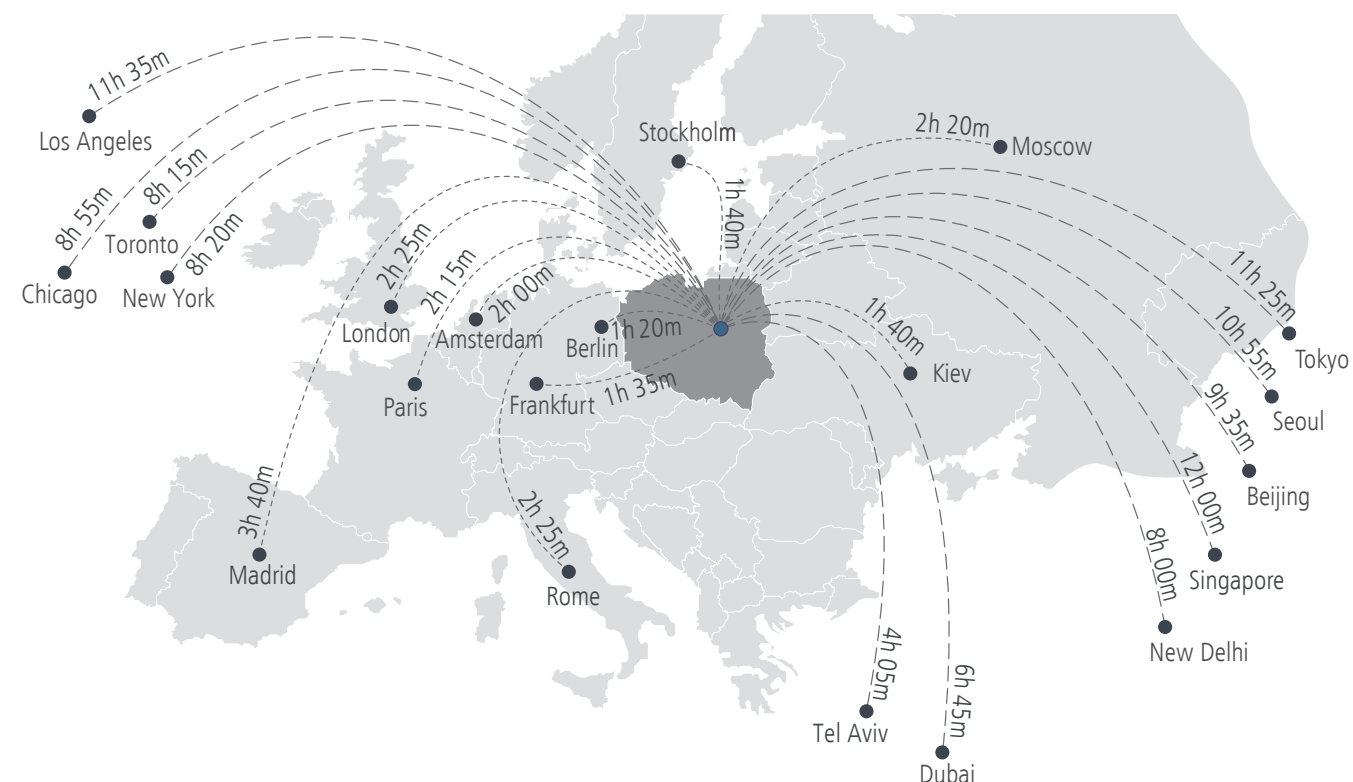 11h 35m
Los Angeles
8h 55m
Chicago
8h 15m
Toronto
8h 20m
New York
Stockholm
1h 40m
2h 20m
Moscow
2h 25m
London
2h 15m
Paris
2h 00m
Amsterdam
1h 20m
Berlin
1h 35m
Frankfurt
1h 40m
Kiev
11h 25m
Tokyo
10h 55m
Seoul
9h 35m
Beijing
12h 00m
Singapore
8h 00m
New Delhi
3h 40m
Madrid
2h 25m
Rome
4h 05m
Tel Aviv
6h 45m
Dubai